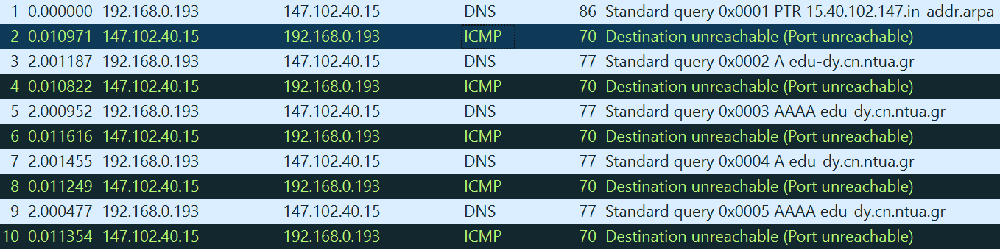 1 0.000000 192.168.0.193 147.102.40.15 DNS 86 Standard query 0x0001 PTR 15.40.102.147.in-addr.arpa
2 0.010971 147.102.40.15 192.168.0.193 ICMP 70 Destination unreachable (Port unreachable)
3 2.001187 192.168.0.193 147.102.40.15 DNS 77 Standard query 0x0002 A edu-dy.cn.ntua.gr
4 0.010822 147.102.40.15 192.168.0.193 ICMP 70 Destination unreachable (Port unreachable)
5 2.000952 192.168.0.193 147.102.40.15 DNS 77 Standard query 0x0003 AAAA edu-dy.cn.ntua.gr
6 0.011616 147.102.40.15 192.168.0.193 ICMP 70 Destination unreachable (Port unreachable)
7 2.001455 192.168.0.193 147.102.40.15 DNS 77 Standard query 0x0004 A edu-dy.cn.ntua.gr
8 0.011249 147.102.40.15 192.168.0.193 ICMP 70 Destination unreachable (Port unreachable)
9 2.000477 192.168.0.193 147.102.40.15 DNS 77 Standard query 0x0005 AAAA edu-dy.cn.ntua.gr
10 0.011354 147.102.40.15 192.168.0.193 ICMP 70 Destination unreachable (Port unreachable)